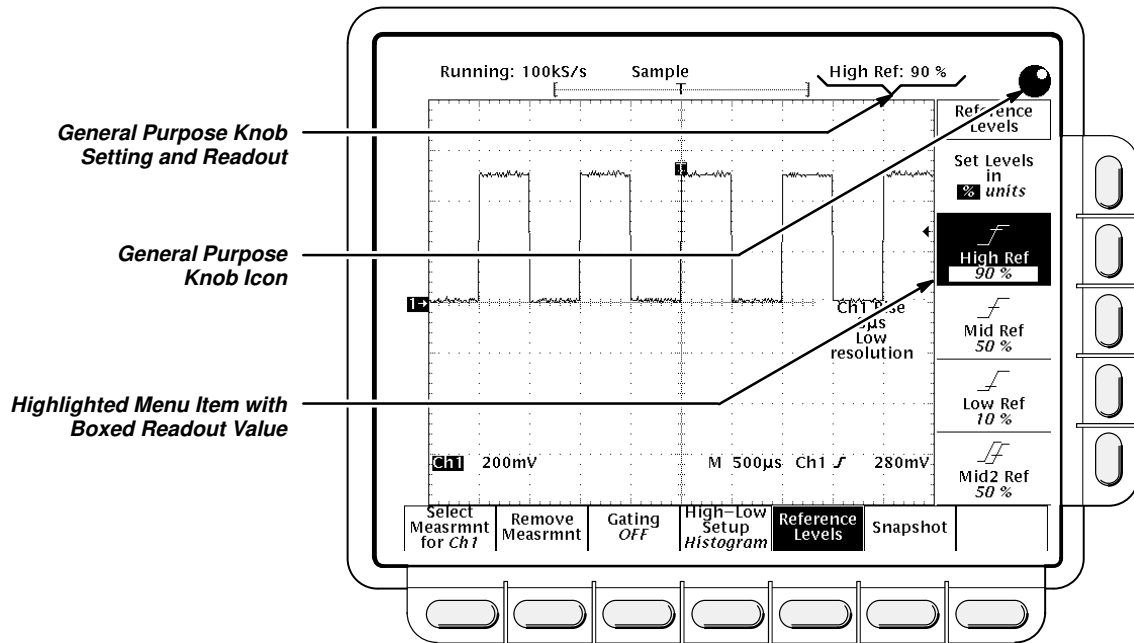 Running: 100kS/s
Sample
High Ref: 90 %
General Purpose Knob
Setting and Readout
General Purpose
Knob Icon
Highlighted Menu Item with
Boxed Readout Value
Reference
Levels
Set Levels
in
% units
High Ref
90 %
Mid Ref
50 %
Low Ref
10 %
Mid2 Ref
50 %
T
T
1→
Ch1 Rise
µs
Low
resolution
Ch1 200mV M 500µs Ch1 280mV
Select
Measrmnt
for Ch1
Remove
Measrmnt
Gating
OFF
High–Low
Setup
Histogram
Reference
Levels
Snapshot